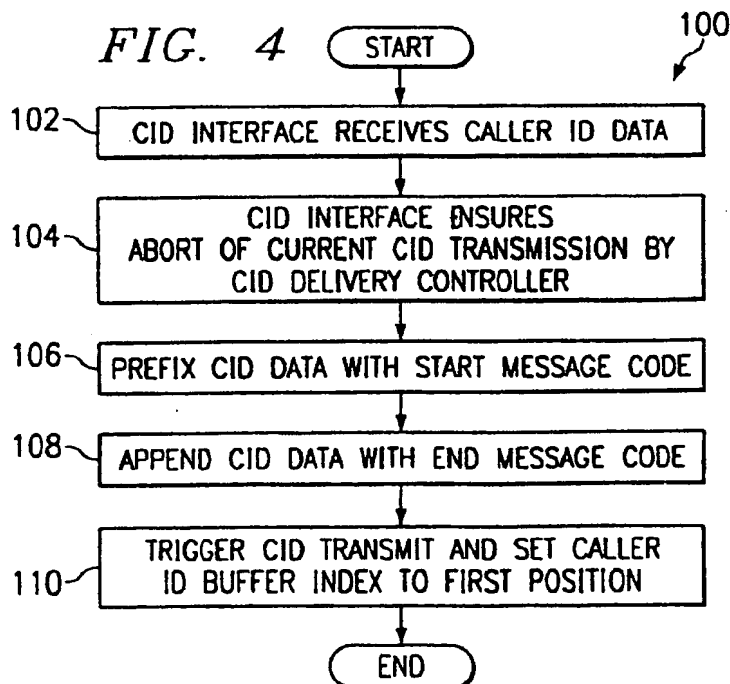 FIG. 4
START
100
102
CID INTERFACE RECEIVES CALLER ID DATA
104
CID INTERFACE ENSURES
ABORT OF CURRENT CID TRANSMISSION BY
CID DELIVERY CONTROLLER
106
PREFIX CID DATA WITH START MESSAGE CODE
108
APPEND CID DATA WITH END MESSAGE CODE
110
TRIGGER CID TRANSMIT AND SET CALLER
ID BUFFER INDEX TO FIRST POSITION
END